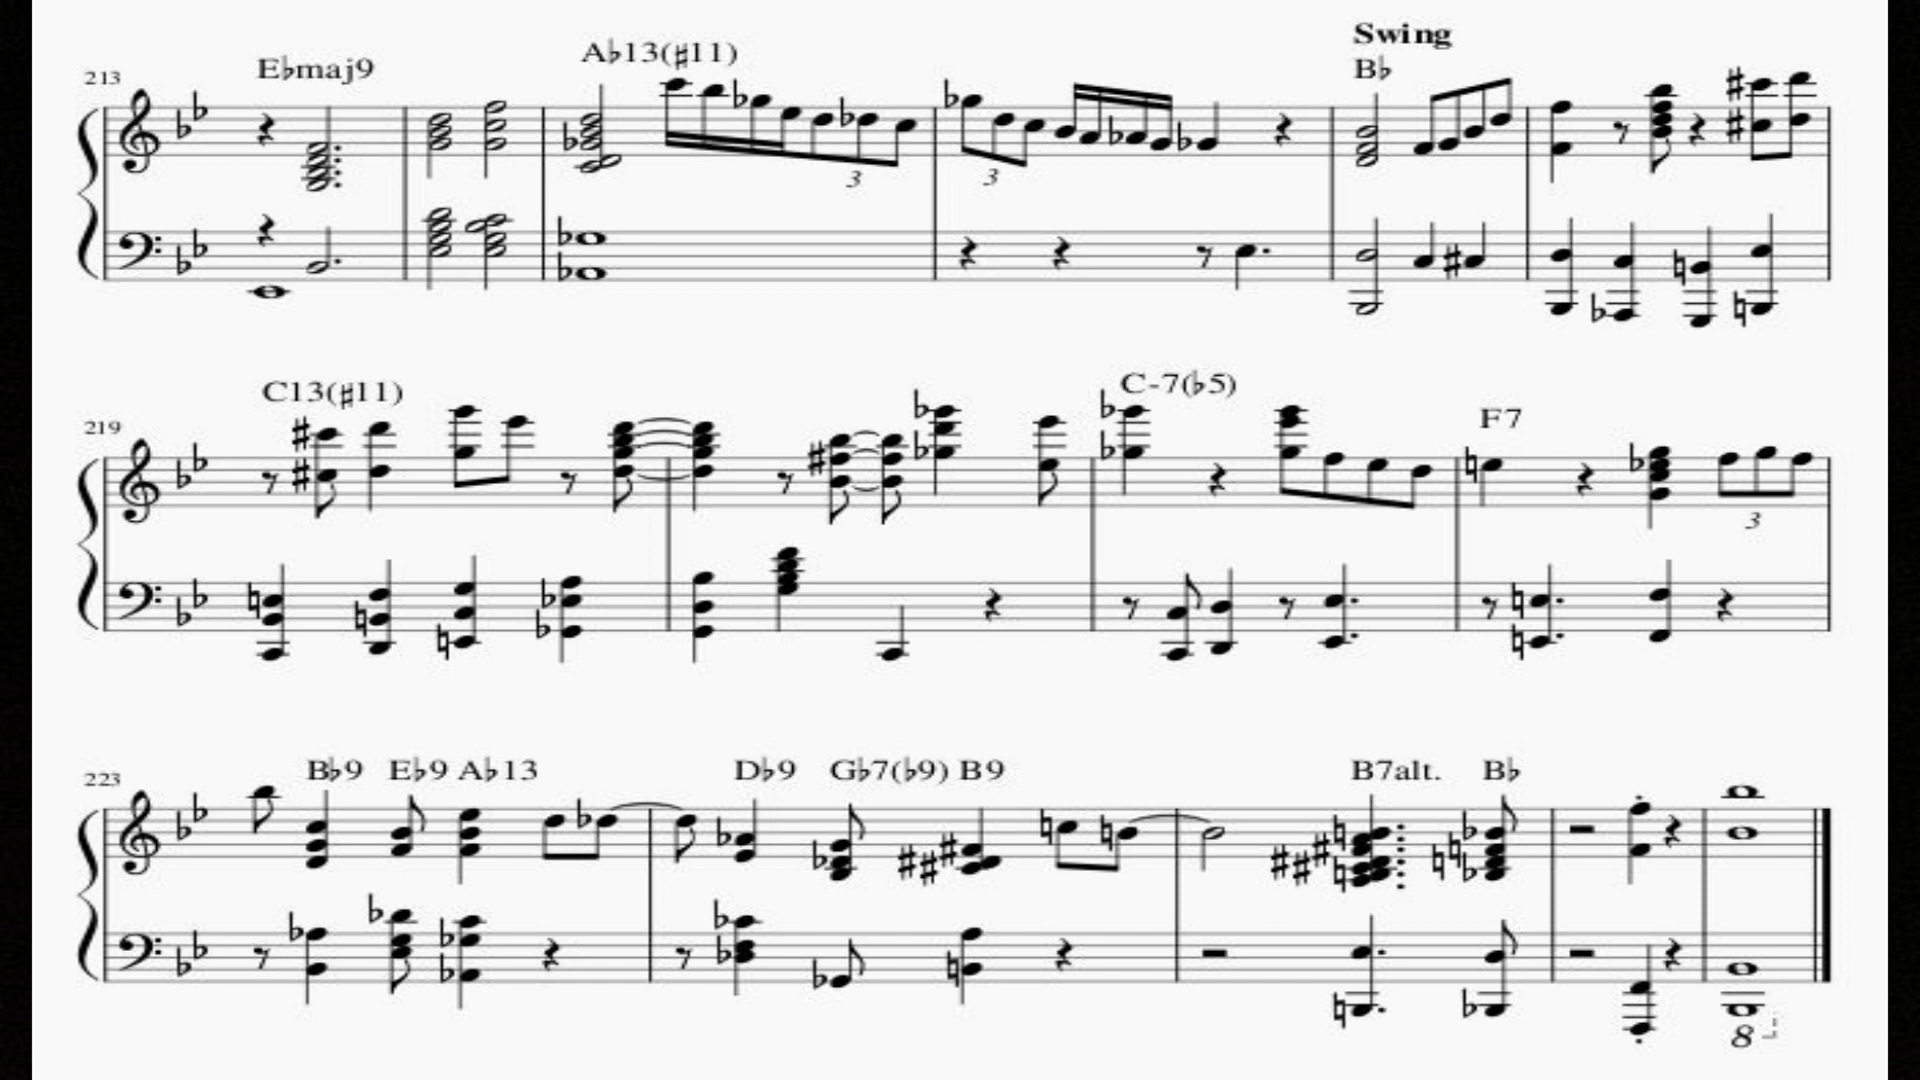 Swing
213 E♭maj9 A♭13(♯11) B♭
3 3
219 C13(♯11) C-7(♭5) F7
3
223 B♭9 E♭9 A♭13 D♭9 G♭7(♭9) B9 B7alt. B♭
8